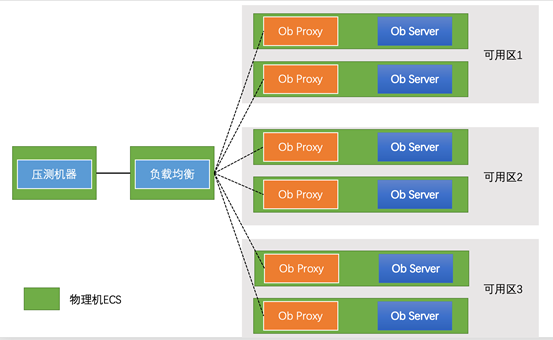 Ob Proxy Ob Server
可用区1
Ob Proxy Ob Server
Ob Proxy Ob Server
压测机器 负载均衡
可用区2
Ob Proxy Ob Server
Ob Proxy Ob Server
可用区3
物理机ECS
Ob Proxy Ob Server